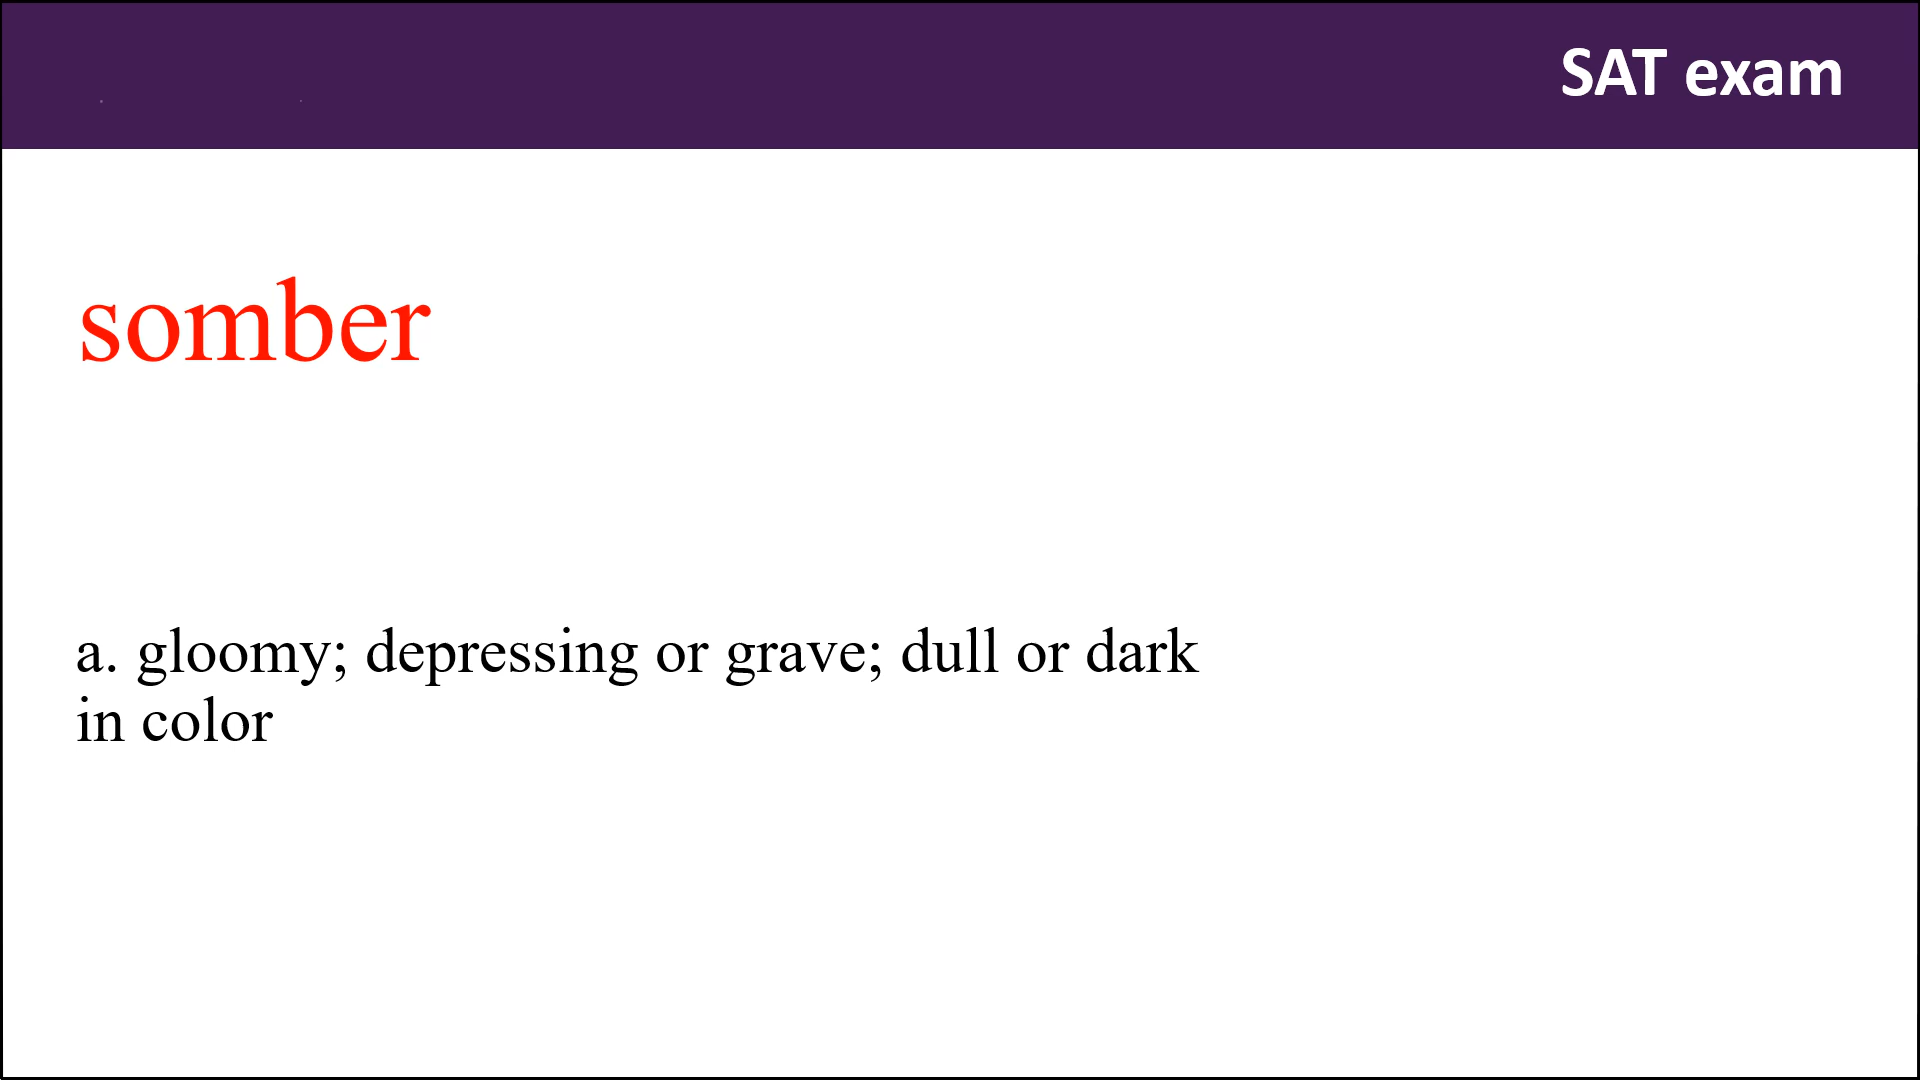 SAT exam
somber
a. gloomy; depressing or grave; dull or dark
in color